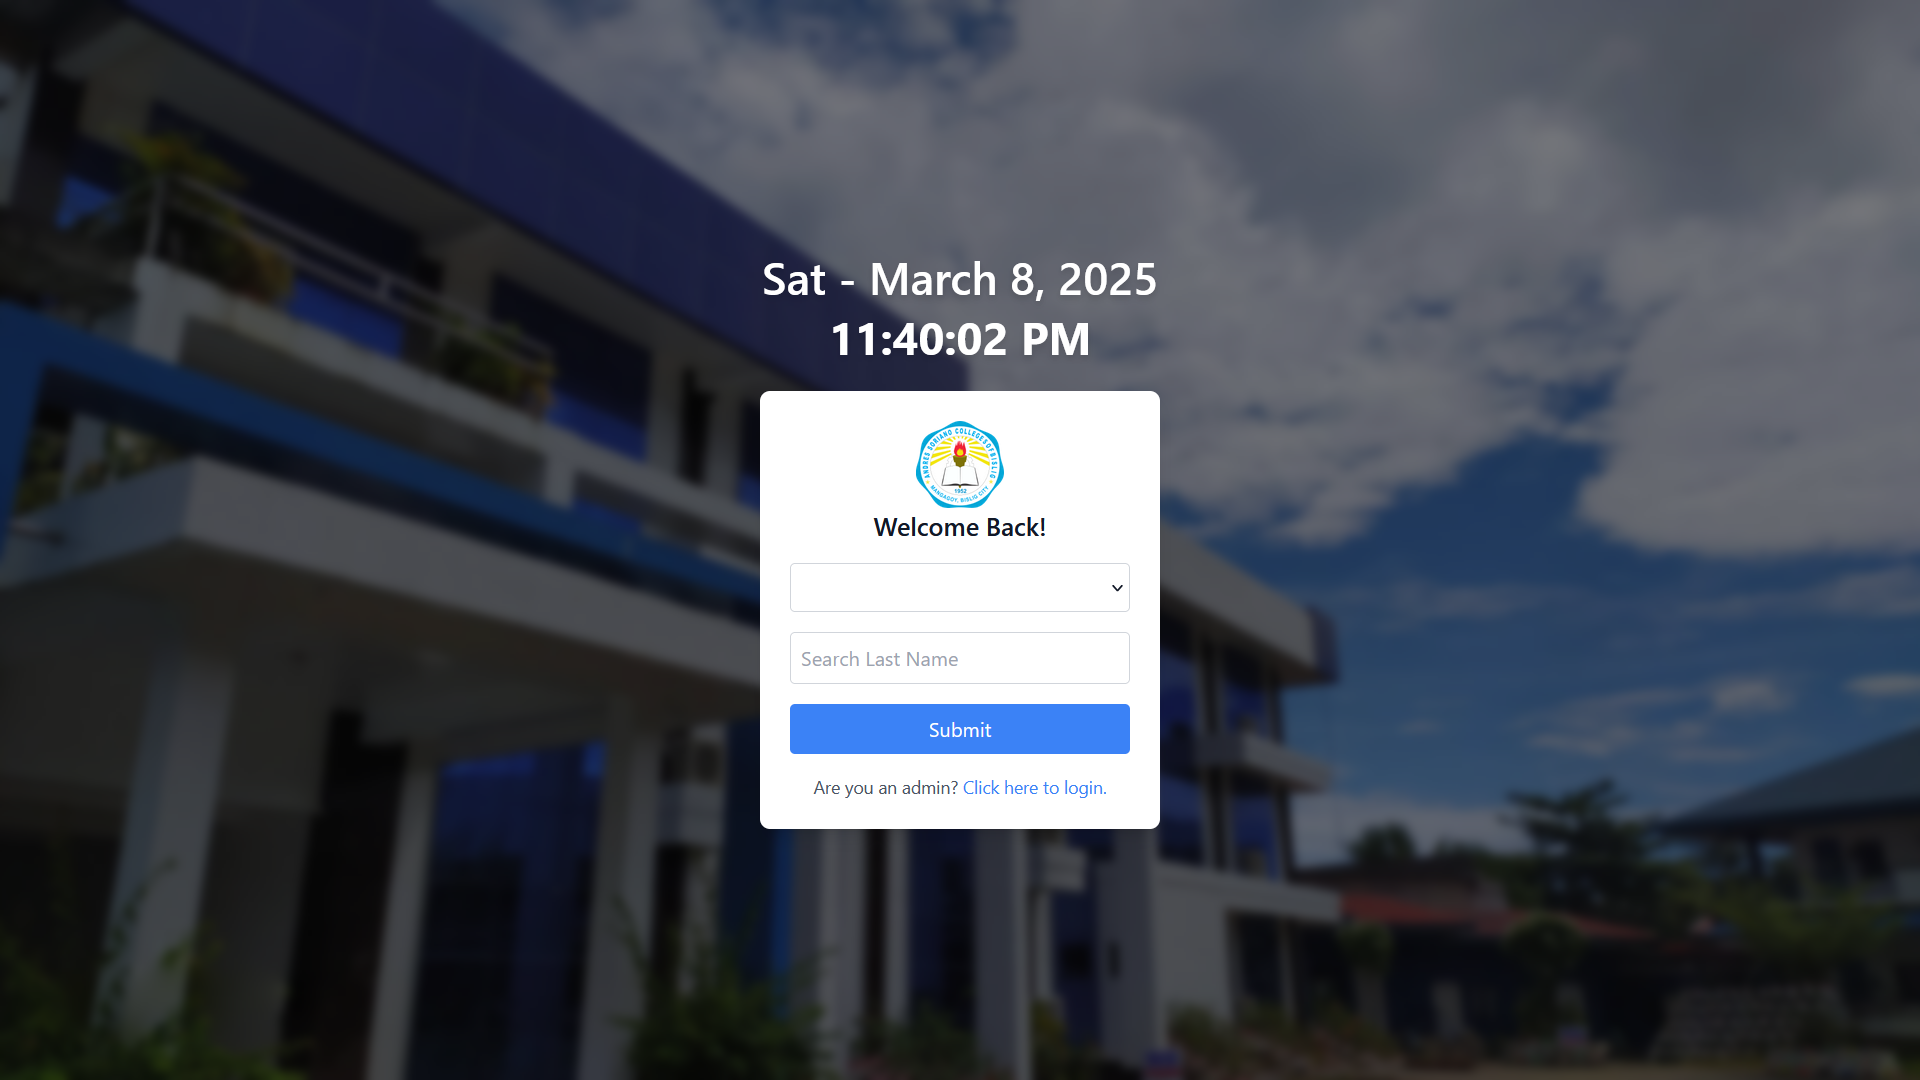 Sat - March 8, 2025
11:40:02 PM
ANDRES SORIANO COLLEGES OF BISLIG
1952
MANGAGOY, BISLIG CITY
Welcome Back!
Search Last Name
Submit
Are you an admin? Click here to login.